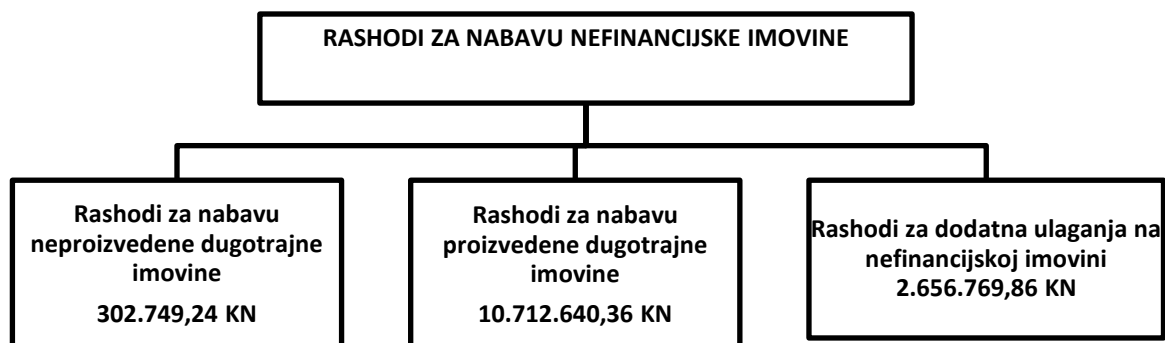 RASHODI ZA NABAVU NEFINANCIJSKE IMOVINE
Rashodi za nabavu
neproizvedene dugotrajne
imovine
302.749,24 KN
Rashodi za nabavu
proizvedene dugotrajne
imovine
10.712.640,36 KN
Rashodi za dodatna ulaganja na
nefinancijskoj imovini
2.656.769,86 KN